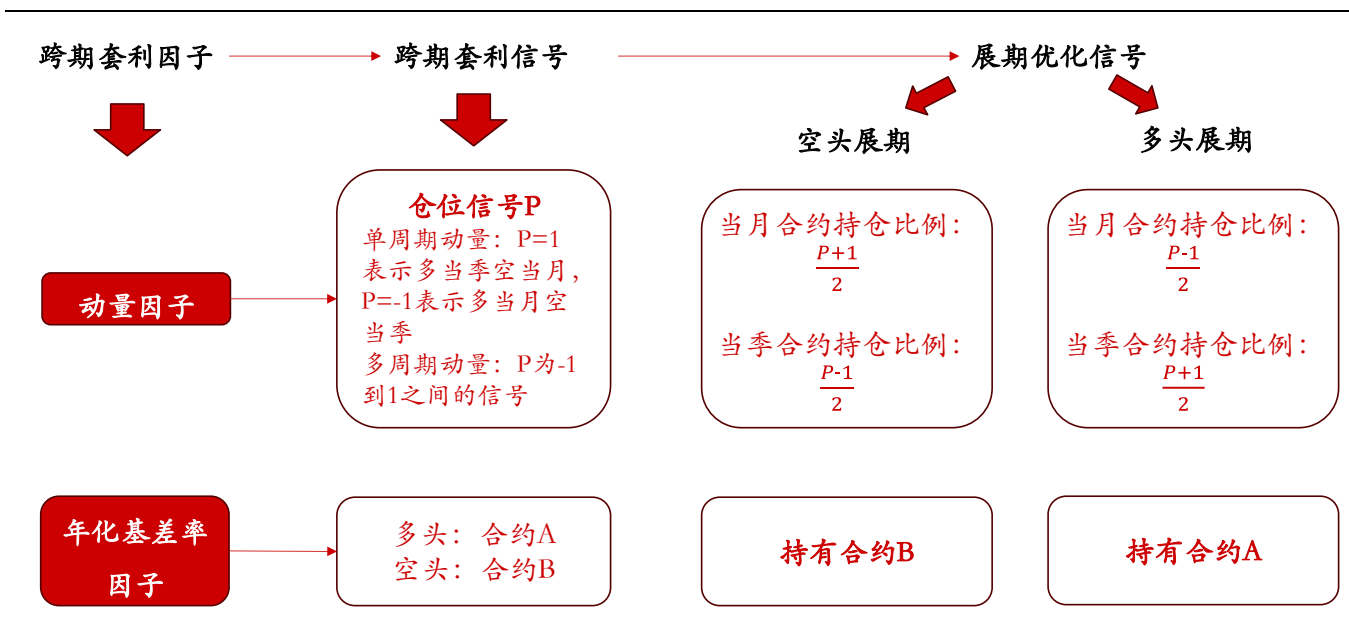 跨期套利因子
跨期套利信号
展期优化信号
空头展期
多头展期
动量因子
仓位信号P
单周期动量：P=1
表示多当季空当月，
P=-1表示多当月空
当季
多周期动量：P为-1
到1之间的信号
当月合约持仓比例：
P+1
2
当季合约持仓比例：
P-1
2
当月合约持仓比例：
P-1
2
当季合约持仓比例：
P+1
2
年化基差率
因子
多头：合约A
空头：合约B
持有合约B
持有合约A